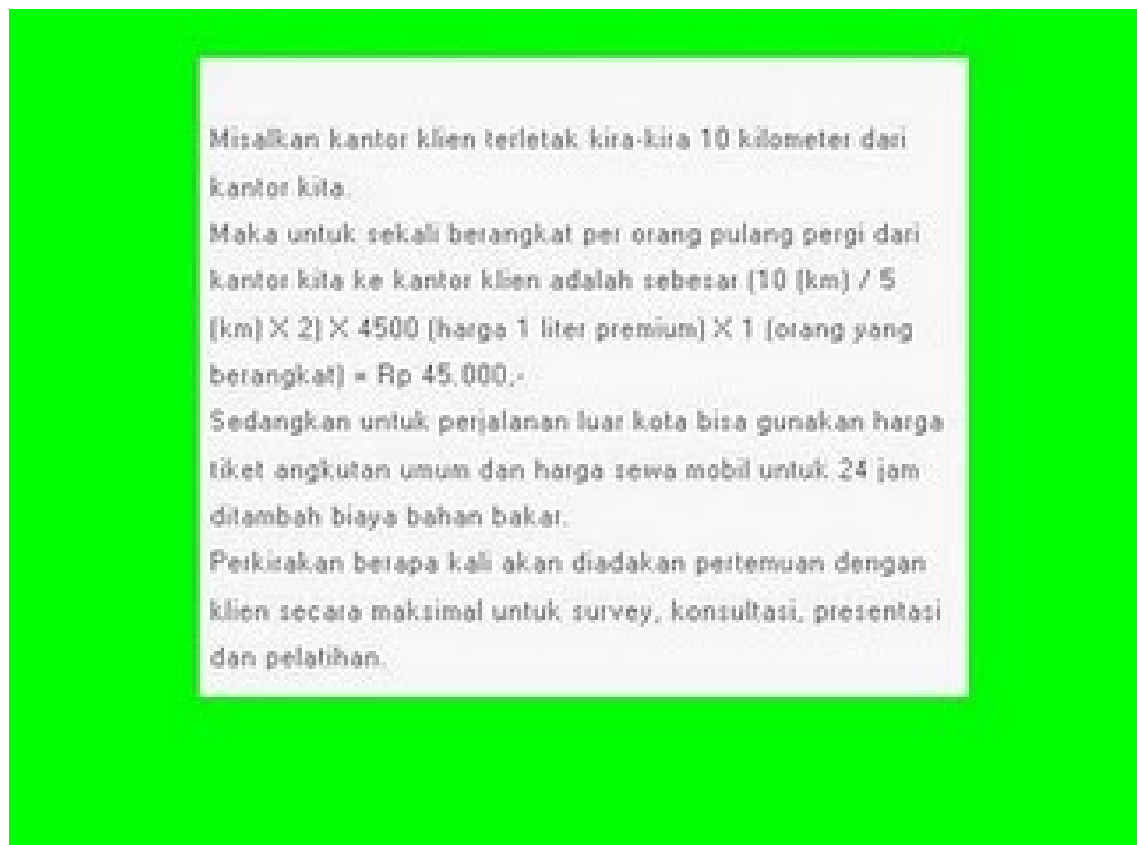 Misalkan kantor klien terletak kira-kira 10 kilometer dari
kantor kita.
Maka untuk sekali berangkat per orang pulang pergi dari
kantor kita ke kantor klien adalah sebesar (10 (km) / 5
(km) X 2) X 4500 (harga 1 liter premium) X 1 (orang yang
berangkat) = Rp 45.000,-
Sedangkan untuk perjalanan luar kota bisa gunakan harga
tiket angkutan umum dan harga sewa mobil untuk 24 jam
ditambah biaya bahan bakar.
Perkirakan berapa kali akan diadakan pertemuan dengan
klien secara maksimal untuk survey, konsultasi, presentasi
dan pelatihan.